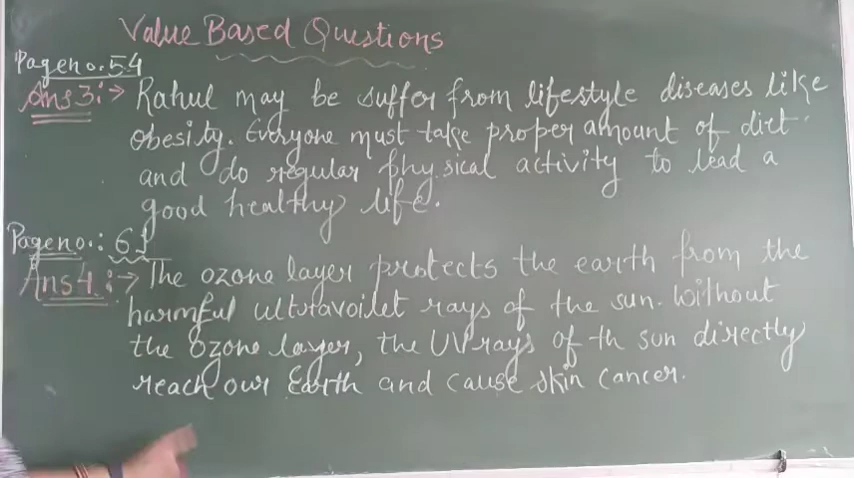 Value Based Questions
Page no. 54
Ans 3:→ Rahul may be suffer from lifestyle diseases like
obesity. Everyone must take proper amount of diet
and do regular physical activity to lead a
good healthy life.
Page no.: 61
Ans 4.:→ The ozone layer protects the earth from the
harmful ultravoilet rays of the sun. Without
the ozone layer, the UV rays of th sun directly
reach our Earth and cause skin cancer.